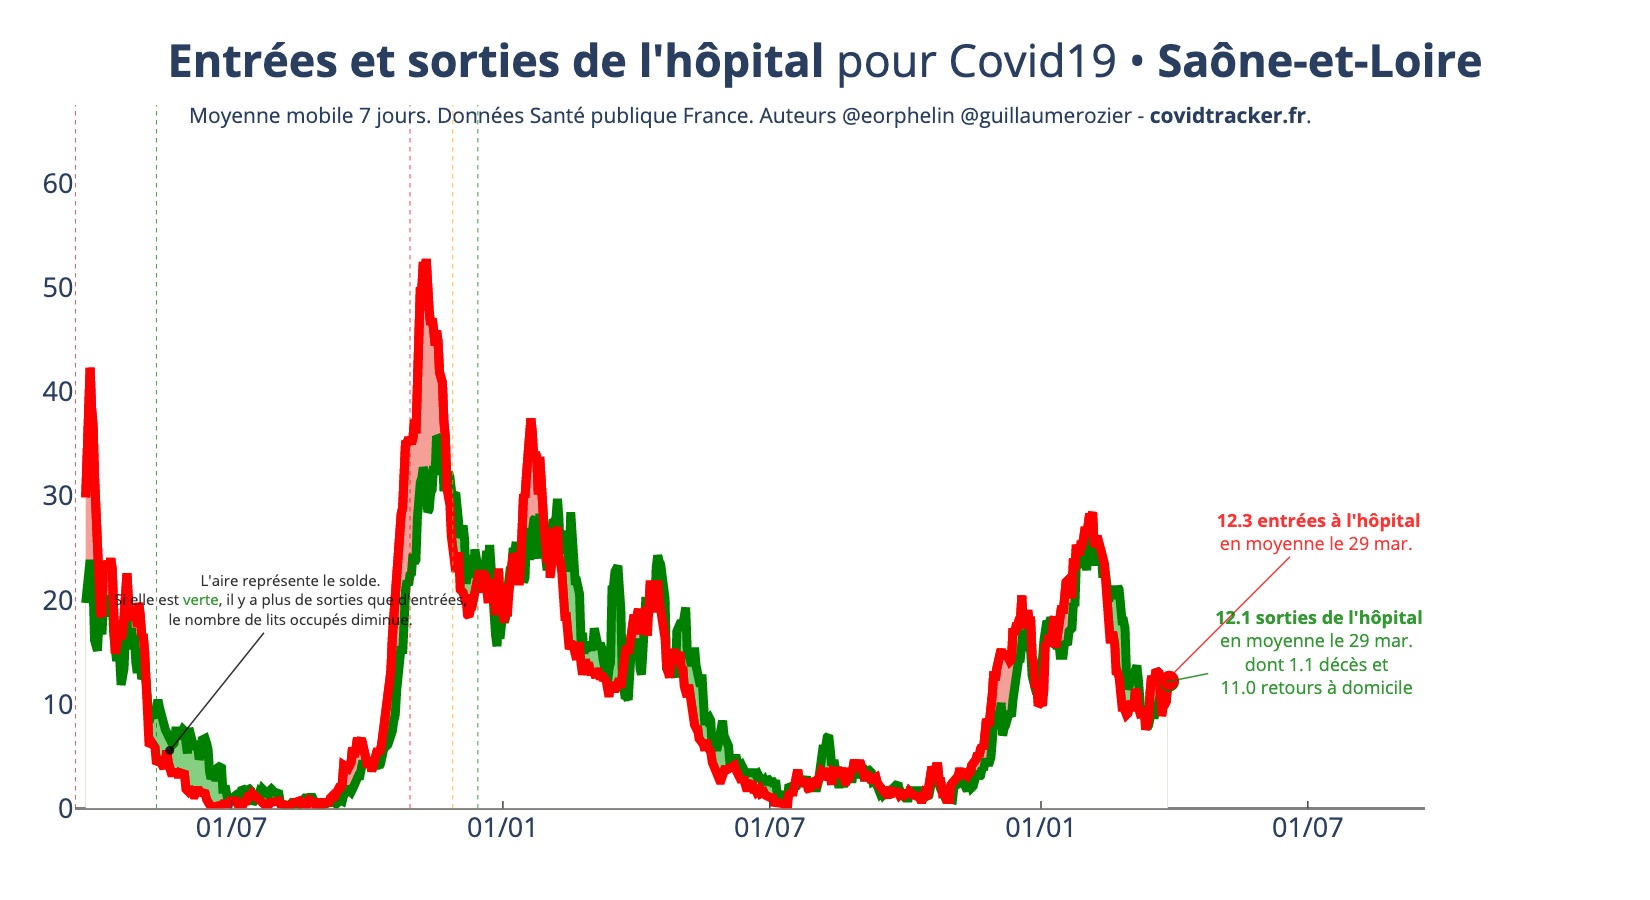 Entrées et sorties de l'hôpital pour Covid19 • Saône-et-Loire
Moyenne mobile 7 jours. Données Santé publique France. Auteurs @eorphelin @guillaumerozier - covidtracker.fr.
60
50
40
30
20
10
0
L'aire représente le solde.
Si elle est verte, il y a plus de sorties que d'entrées,
le nombre de lits occupés diminue.
12.3 entrées à l'hôpital
en moyenne le 29 mar.
12.1 sorties de l'hôpital
en moyenne le 29 mar.
dont 1.1 décès et
11.0 retours à domicile
01/07
01/01
01/07
01/01
01/07